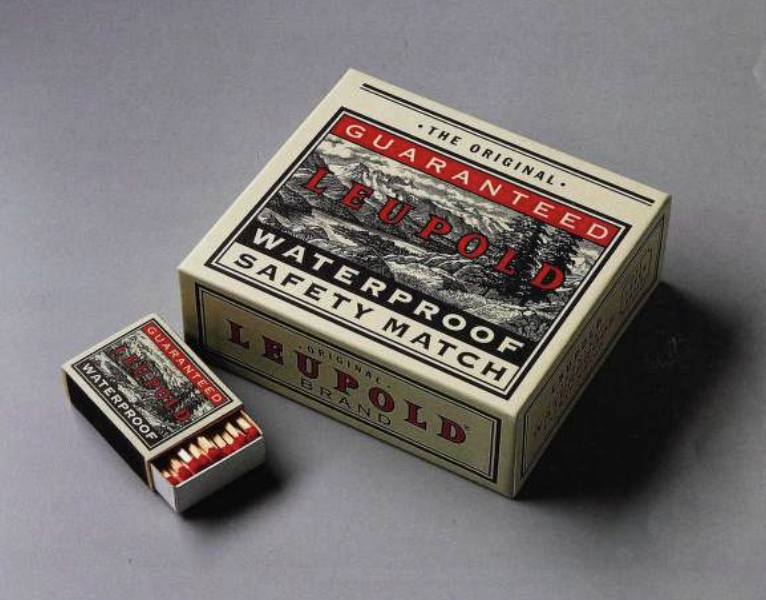 ·THE ORIGINAL·
GUARANTEED
LEUPOLD
WATERPROOF
SAFETY MATCH
·ORIGINAL·
LEUPOLD®
BRAND
GUARANTEED
LEUPOLD
WATERPROOF